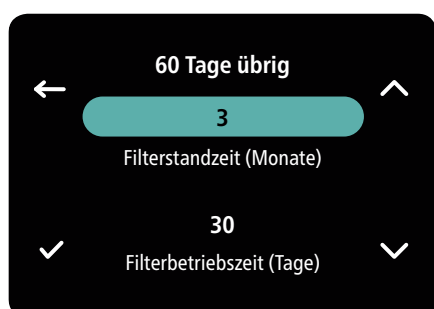 60 Tage übrig
3
Filterstandzeit (Monate)
30
Filterbetriebszeit (Tage)